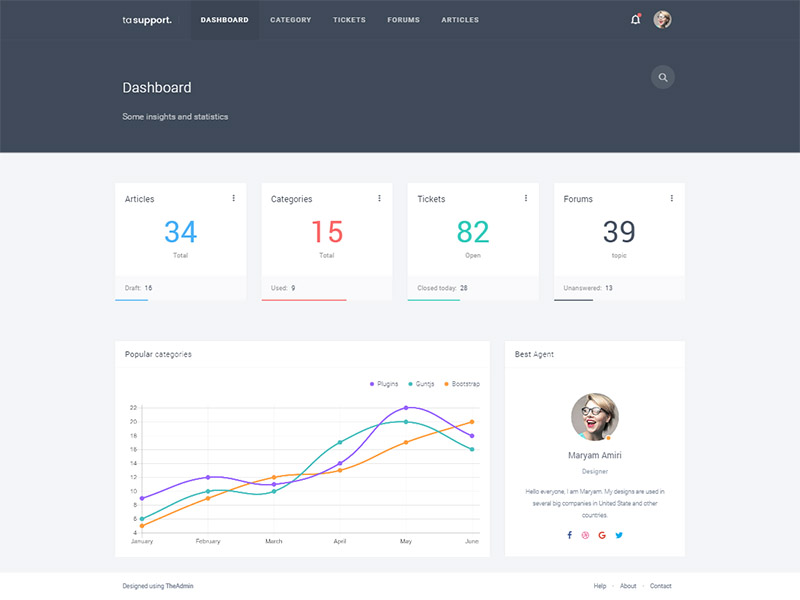 tasupport. DASHBOARD CATEGORY TICKETS FORUMS ARTICLES
Dashboard
Some insights and statistics
Articles
34
Total
Draft: 16
Categories
15
Total
Used: 9
Tickets
82
Open
Closed today: 28
Forums
39
topic
Unanswered: 13
Popular categories
Plugins Guntjs Bootstrap
22
20
18
16
14
12
10
8
6
4
January February March April May June
Best Agent
Maryam Amiri
Designer
Hello everyone, I am Maryam. My designs are used in
several big companies in United State and other
countries.
Designed using TheAdmin
Help About Contact